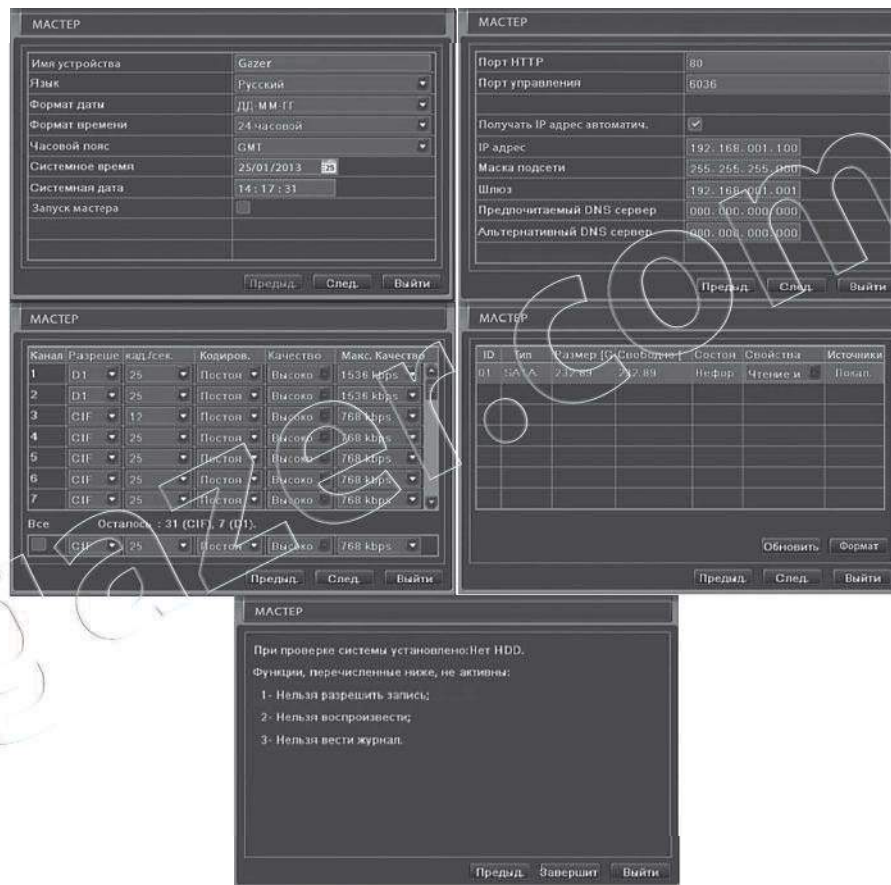 МАСТЕР
Имя устройства Gazer
Язык Русский
Формат даты ДД-ММ-ГГ
Формат времени 24-часовой
Часовой пояс GMT
Системное время 25/01/2013 25
Системная дата 14:17:31
Запуск мастера
Предыд. След. Выйти
МАСТЕР
Порт HTTP 80
Порт управления 6036
Получать IP адрес автоматич.
IP адрес 192.168.001.100
Маска подсети 255.255.255.000
Шлюз 192.168.001.001
Предпочитаемый DNS сервер 000.000.000.000
Альтернативный DNS сервер 000.000.000.000
Предыд. След. Выйти
МАСТЕР
Канал Разреше кад./сек. Кодиров. Качество Макс. Качество
1 D1 25 Постоя Высоко 1536 kbps
2 D1 25 Постоя Высоко 1536 kbps
3 CIF 12 Постоя Высоко 768 kbps
4 CIF 25 Постоя Высоко 768 kbps
5 CIF 25 Постоя Высоко 768 kbps
6 CIF 25 Постоя Высоко 768 kbps
7 CIF 25 Постоя Высоко 768 kbps
Все Осталось : 31 (CIF), 7 (D1).
CIF 25 Постоя Высоко 768 kbps
Предыд. След. Выйти
МАСТЕР
ID Тип Размер [G Свободно [ Состоя Свойства Источники
01 SATA 232.89 232.89 Нефор Чтение и Локал.
Обновить Формат
Предыд. След. Выйти
МАСТЕР
При проверке системы установлено:Нет HDD.
Функции, перечисленные ниже, не активны:
1- Нельзя разрешить запись;
2- Нельзя воспроизвести;
3- Нельзя вести журнал.
Предыд. Завершит Выйти
gazer.com